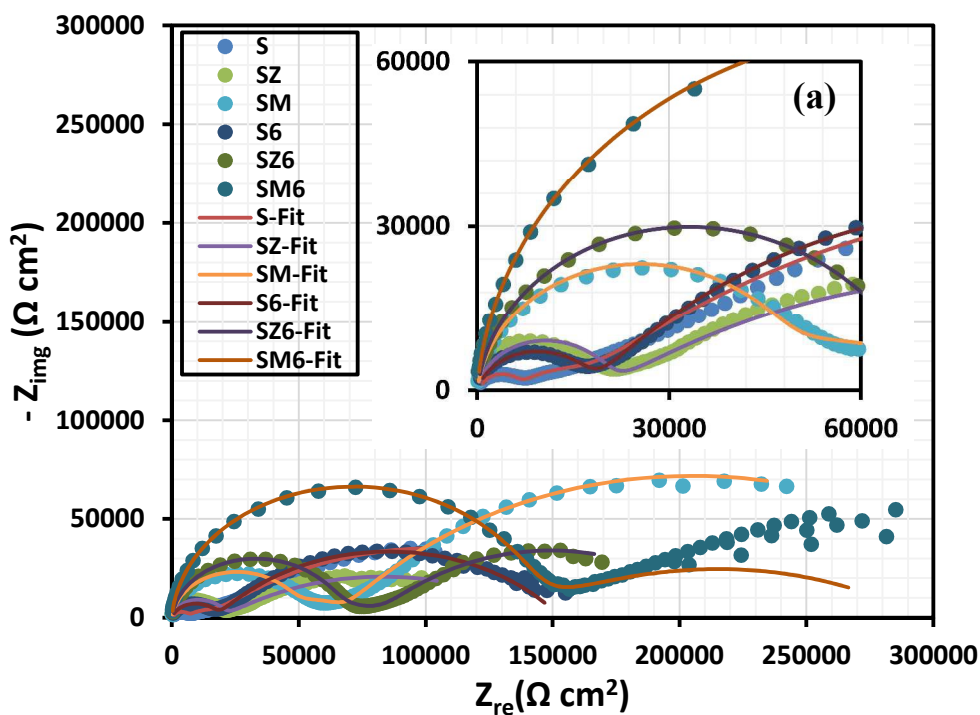 300000
250000
200000
150000
100000
50000
0
- Z_img (Ω cm²)
S
SZ
SM
S6
SZ6
SM6
S-Fit
SZ-Fit
SM-Fit
S6-Fit
SZ6-Fit
SM6-Fit
60000
30000
0
(a)
0 30000 60000
0 50000 100000 150000 200000 250000 300000
Z_re(Ω cm²)